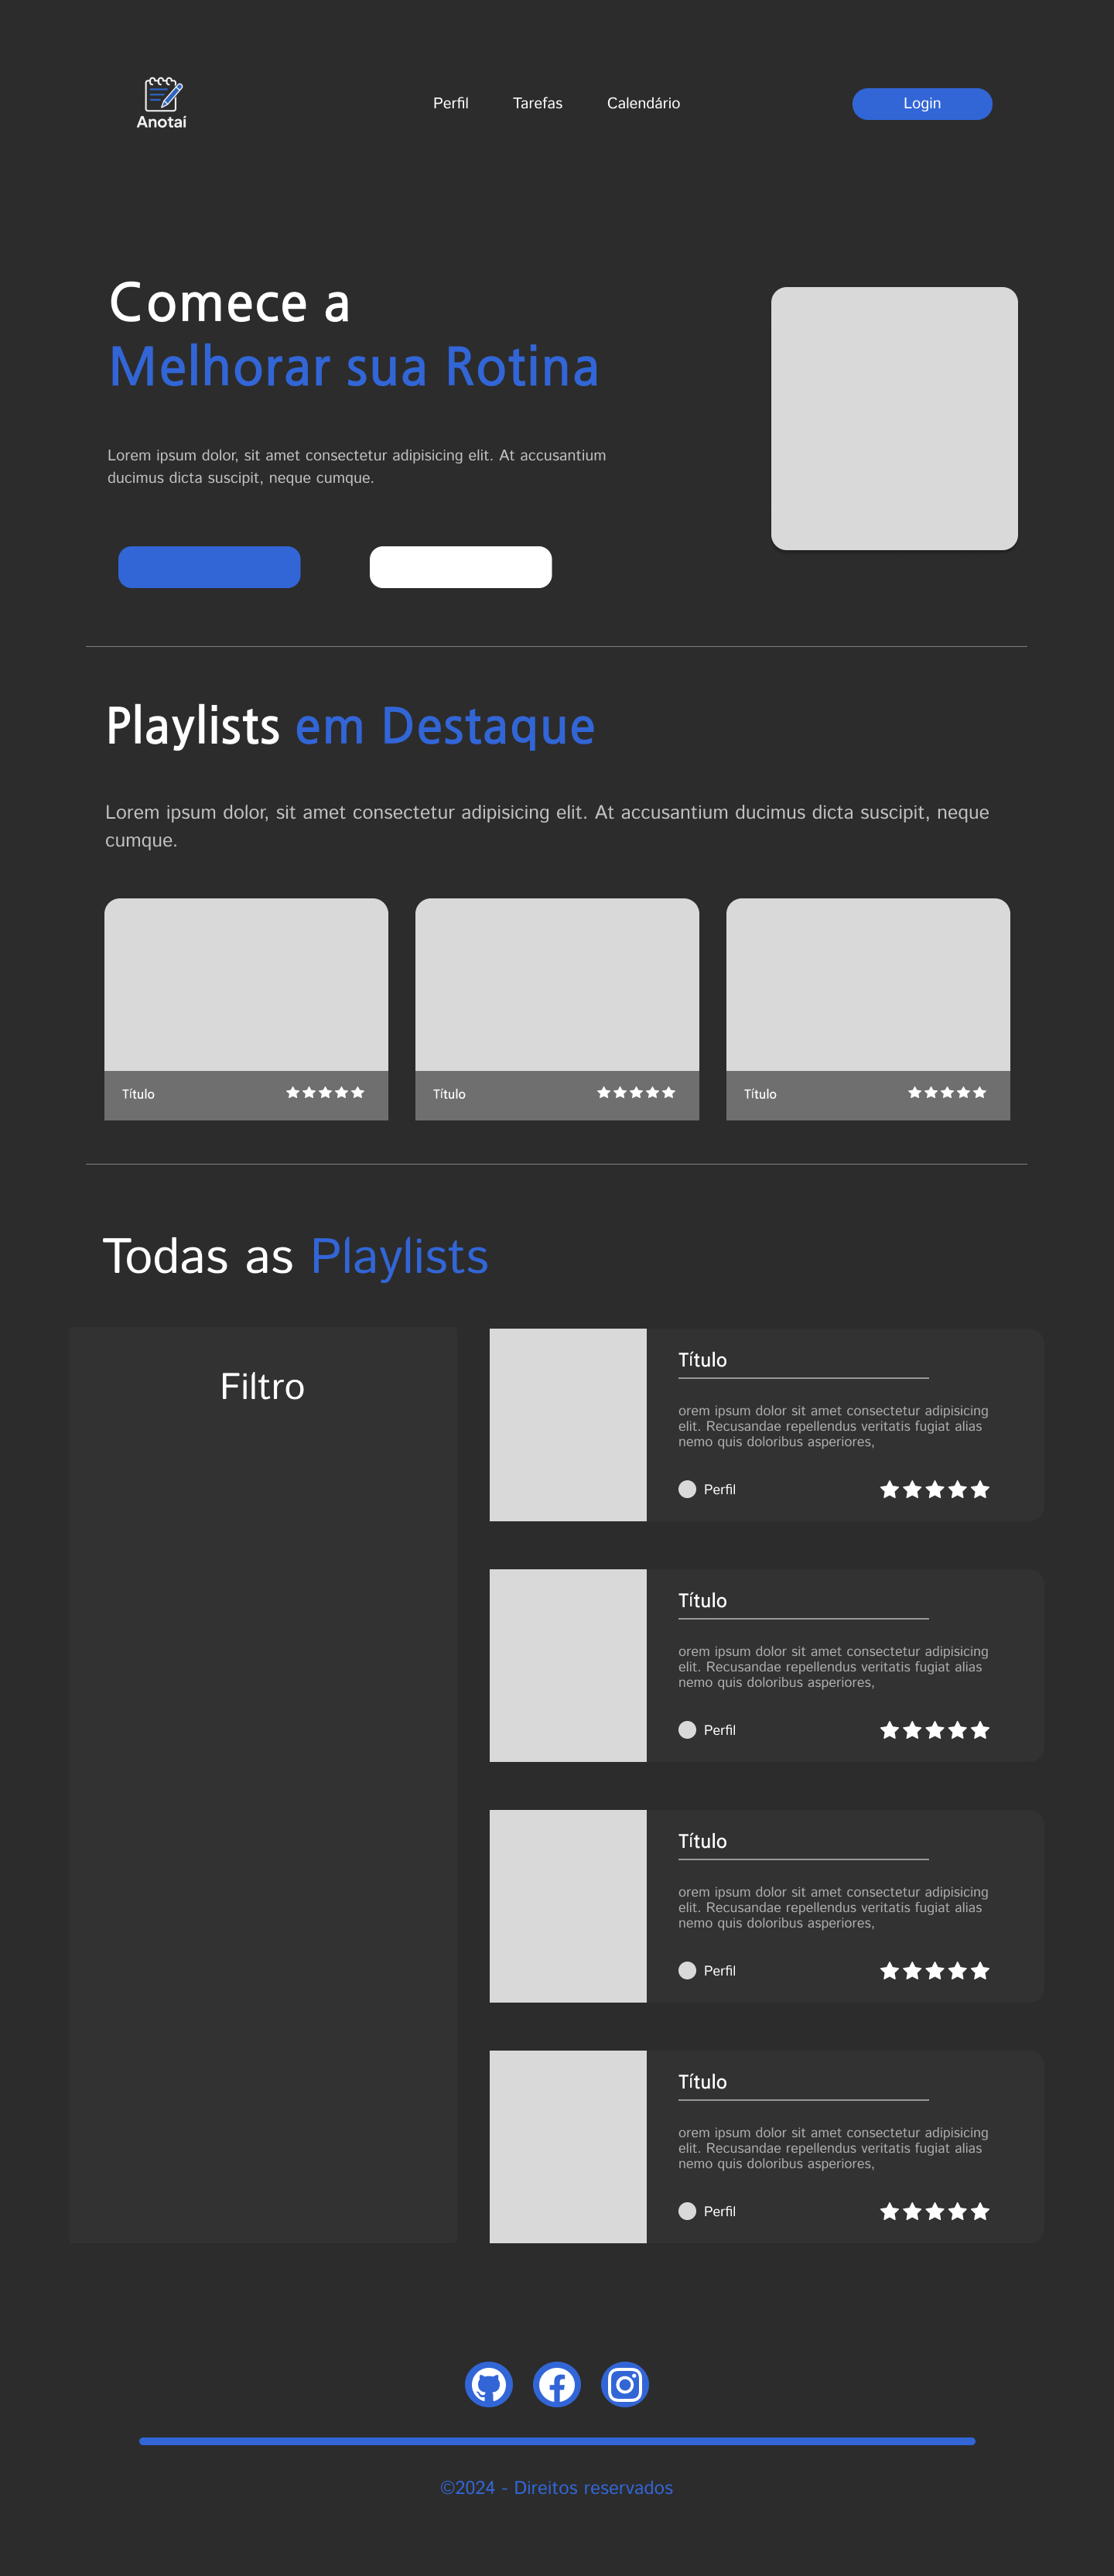 Anotaí
Perfil
Tarefas
Calendário
Login
Comece a
Melhorar sua Rotina
Lorem ipsum dolor, sit amet consectetur adipisicing elit. At accusantium
ducimus dicta suscipit, neque cumque.
Playlists em Destaque
Lorem ipsum dolor, sit amet consectetur adipisicing elit. At accusantium ducimus dicta suscipit, neque
cumque.
Título
Título
Título
Todas as Playlists
Filtro
Título
orem ipsum dolor sit amet consectetur adipisicing
elit. Recusandae repellendus veritatis fugiat alias
nemo quis doloribus asperiores,
Perfil
Título
orem ipsum dolor sit amet consectetur adipisicing
elit. Recusandae repellendus veritatis fugiat alias
nemo quis doloribus asperiores,
Perfil
Título
orem ipsum dolor sit amet consectetur adipisicing
elit. Recusandae repellendus veritatis fugiat alias
nemo quis doloribus asperiores,
Perfil
Título
orem ipsum dolor sit amet consectetur adipisicing
elit. Recusandae repellendus veritatis fugiat alias
nemo quis doloribus asperiores,
Perfil
©2024 - Direitos reservados